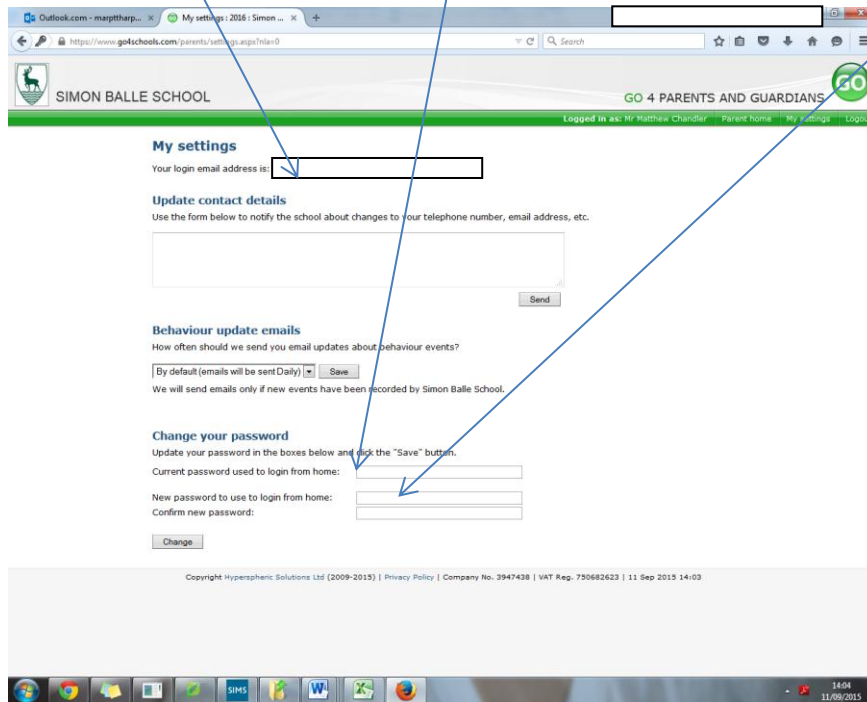 Outlook.com - marpttharp... ×
My settings : 2016 : Simon ... ×
+
https://www.go4schools.com/parents/settings.aspx?nla=0
Search
SIMON BALLE SCHOOL
GO 4 PARENTS AND GUARDIANS
GO
Logged in as: Mr Matthew Chandler Parent home My settings Logou
My settings
Your login email address is:
Update contact details
Use the form below to notify the school about changes to your telephone number, email address, etc.
Send
Behaviour update emails
How often should we send you email updates about behaviour events?
By default (emails will be sent Daily) Save
We will send emails only if new events have been recorded by Simon Balle School.
Change your password
Update your password in the boxes below and click the "Save" button.
Current password used to login from home:
New password to use to login from home:
Confirm new password:
Change
Copyright Hyperspheric Solutions Ltd (2009-2015) | Privacy Policy | Company No. 3947438 | VAT Reg. 750682623 | 11 Sep 2015 14:03
SIMS
14:04
11/09/2015